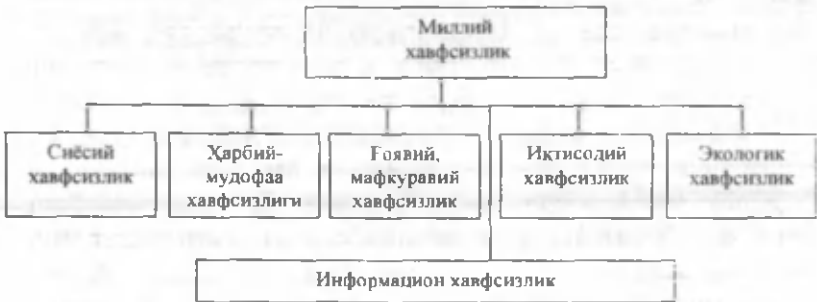 Миллий
хавфсизлик
Сиёсий
хавфсизлик
Ҳарбий-
мудофаа
хавфсизлиги
Ғоявий,
мафкуравий
хавфсизлик
Иқтисодий
хавфсизлик
Экологик
хавфсизлик
Информацион хавфсизлик